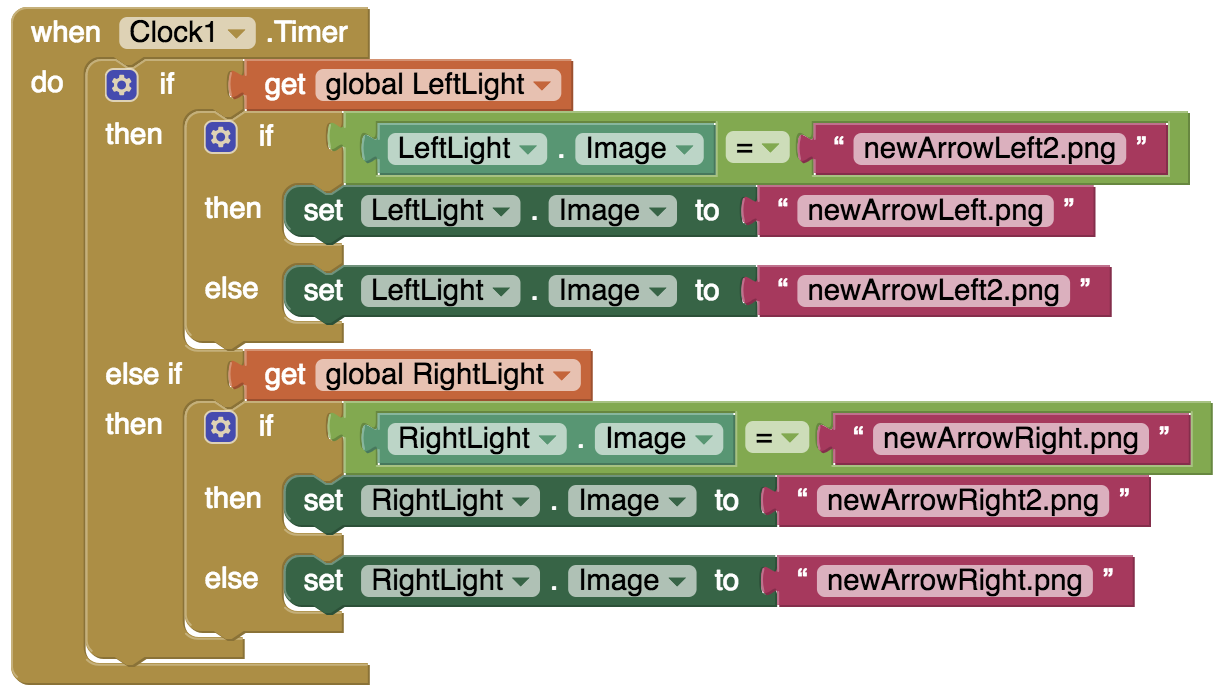 when Clock1 .Timer
do if get global LeftLight
then if LeftLight . Image = “ newArrowLeft2.png ”
then set LeftLight . Image to “ newArrowLeft.png ”
else set LeftLight . Image to “ newArrowLeft2.png ”
else if get global RightLight
then if RightLight . Image = “ newArrowRight.png ”
then set RightLight . Image to “ newArrowRight2.png ”
else set RightLight . Image to “ newArrowRight.png ”